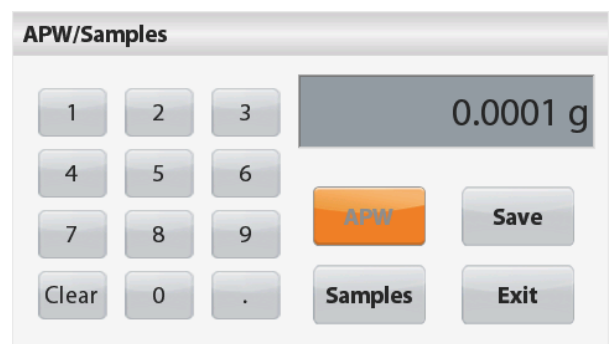 APW/Samples
1 2 3 0.0001 g
4 5 6
APW Save
7 8 9
Clear 0 . Samples Exit